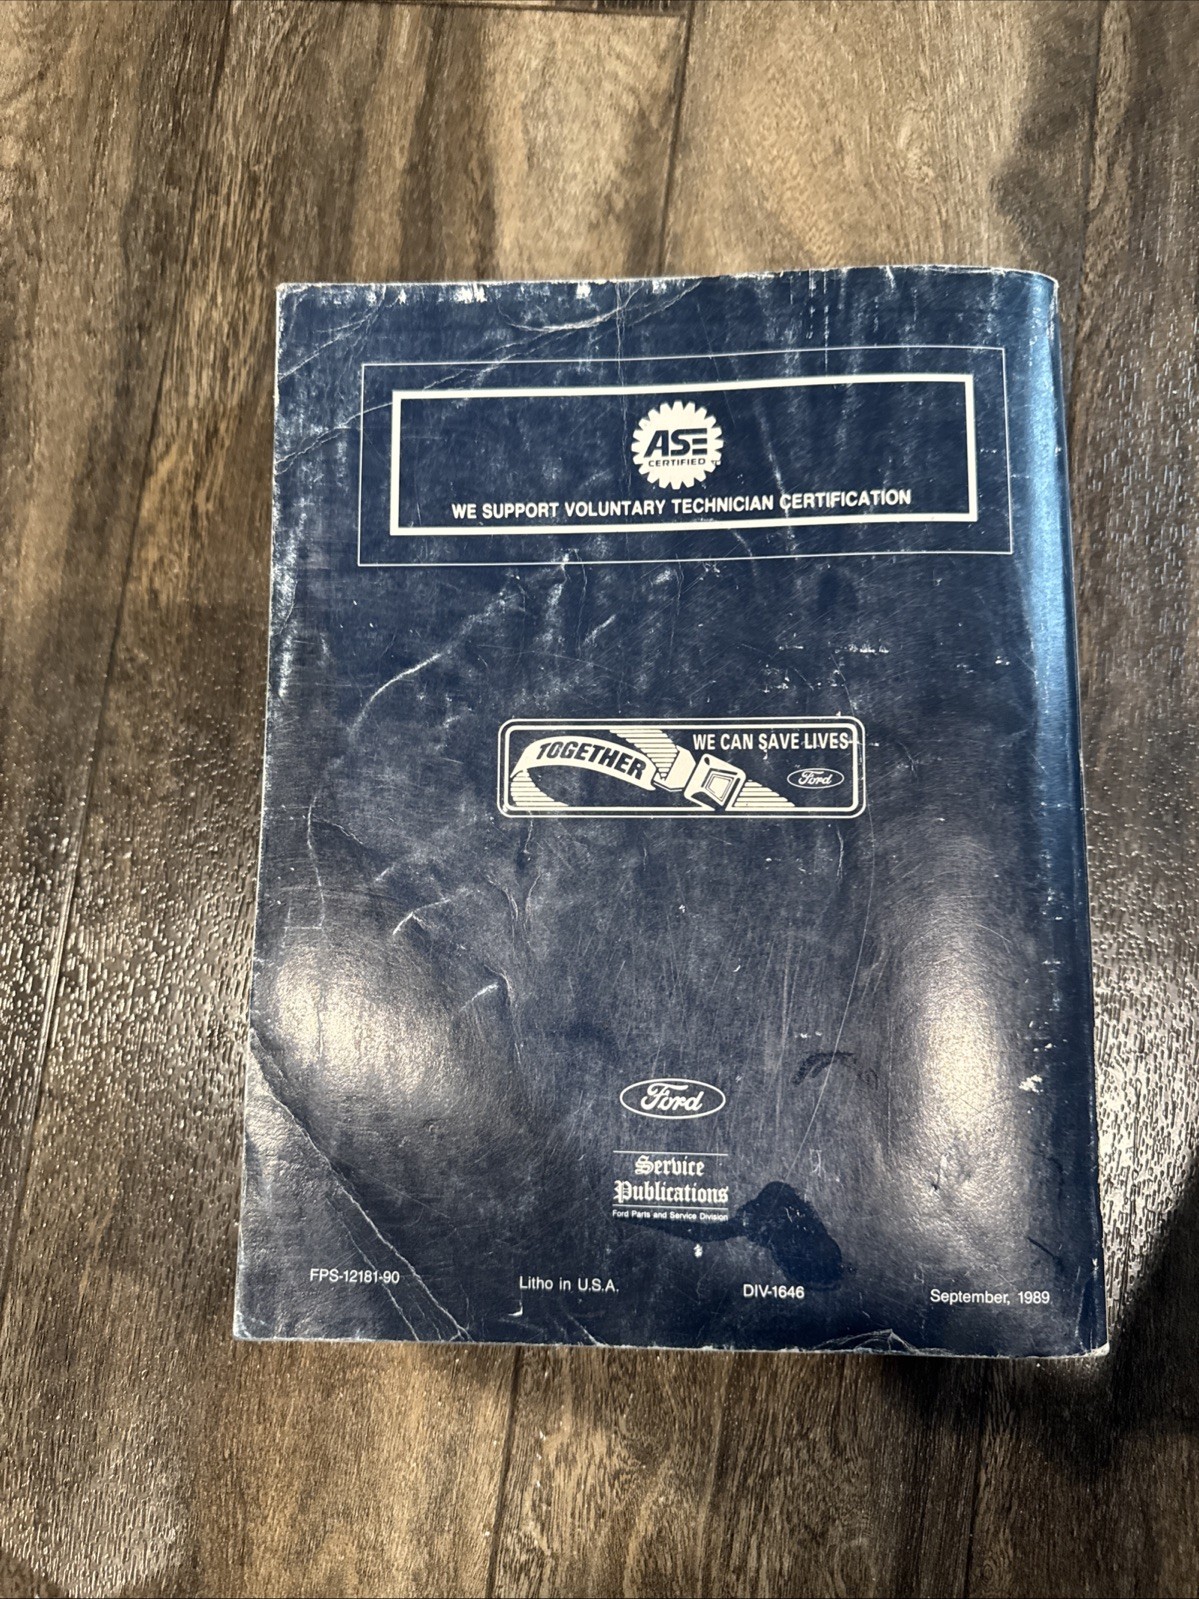 ASE
CERTIFIED
WE SUPPORT VOLUNTARY TECHNICIAN CERTIFICATION
TOGETHER
WE CAN SAVE LIVES
Ford
Ford
Service
Publications
Ford Parts and Service Division
FPS-12181-90
Litho in U.S.A.
DIV-1646
September, 1989